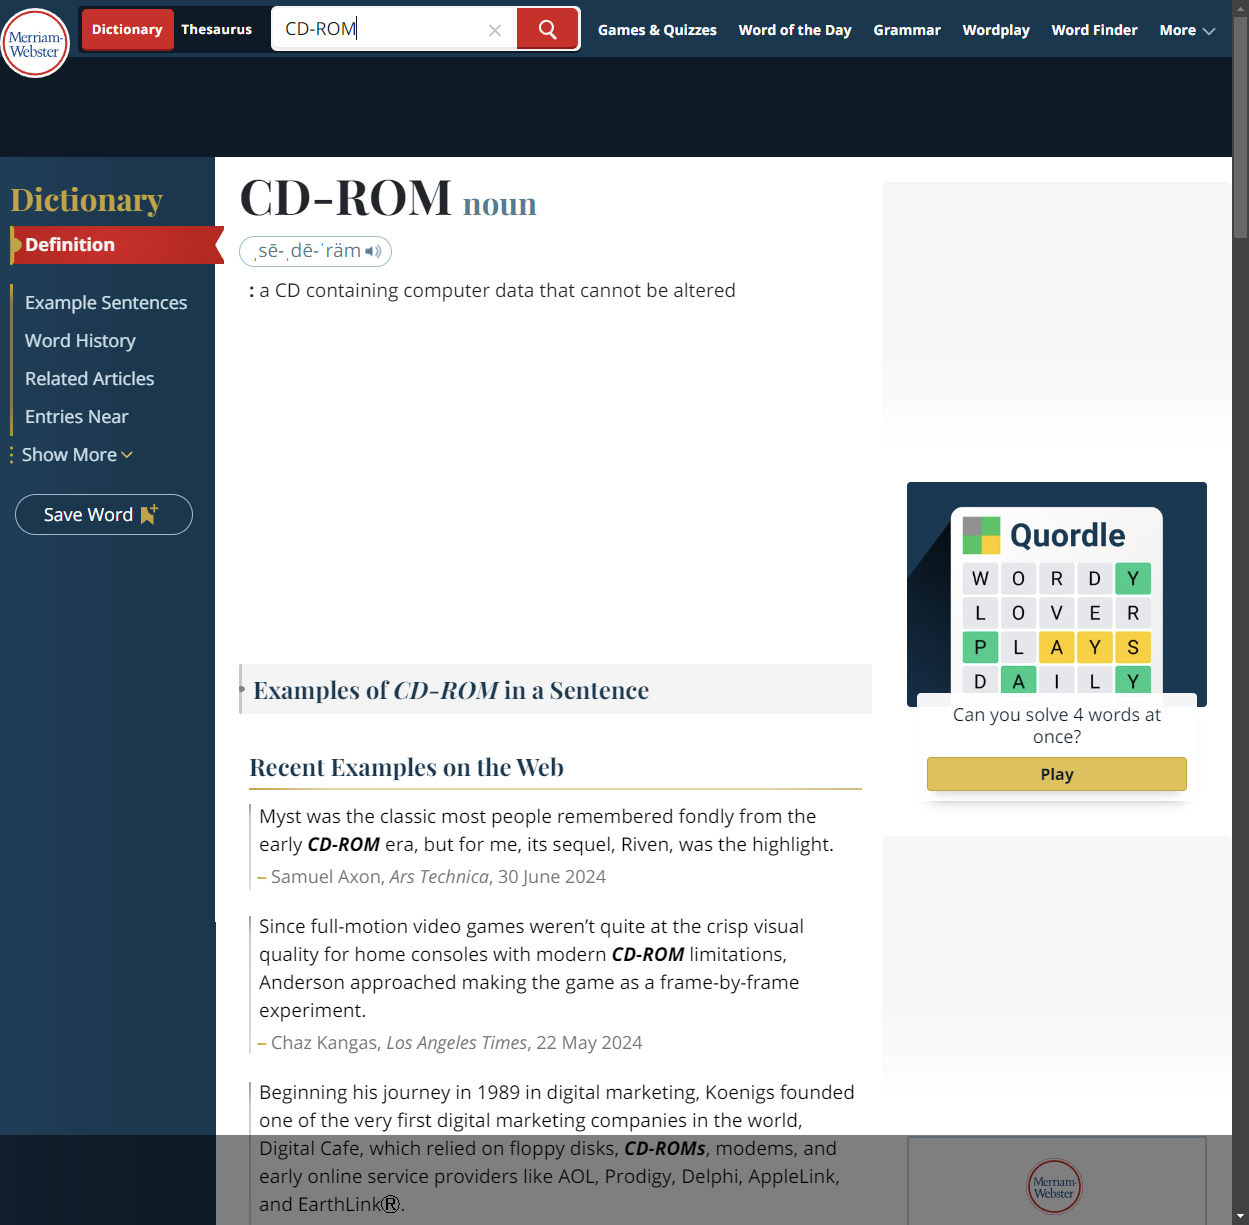 Merriam-
Webster
Dictionary
Thesaurus
CD-ROM
Games & Quizzes
Word of the Day
Grammar
Wordplay
Word Finder
More
Dictionary
Definition
Example Sentences
Word History
Related Articles
Entries Near
Show More
Save Word
CD-ROM noun
ˌsē-ˌdē-ˈräm
: a CD containing computer data that cannot be altered
Examples of CD-ROM in a Sentence
Recent Examples on the Web
Myst was the classic most people remembered fondly from the
early CD-ROM era, but for me, its sequel, Riven, was the highlight.
– Samuel Axon, Ars Technica, 30 June 2024
Since full-motion video games weren’t quite at the crisp visual
quality for home consoles with modern CD-ROM limitations,
Anderson approached making the game as a frame-by-frame
experiment.
– Chaz Kangas, Los Angeles Times, 22 May 2024
Beginning his journey in 1989 in digital marketing, Koenigs founded
one of the very first digital marketing companies in the world,
Digital Cafe, which relied on floppy disks, CD-ROMs, modems, and
early online service providers like AOL, Prodigy, Delphi, AppleLink,
and EarthLink®.
Quordle
W O R D Y
L O V E R
P L A Y S
D A I L Y
Can you solve 4 words at
once?
Play
Merriam-
Webster